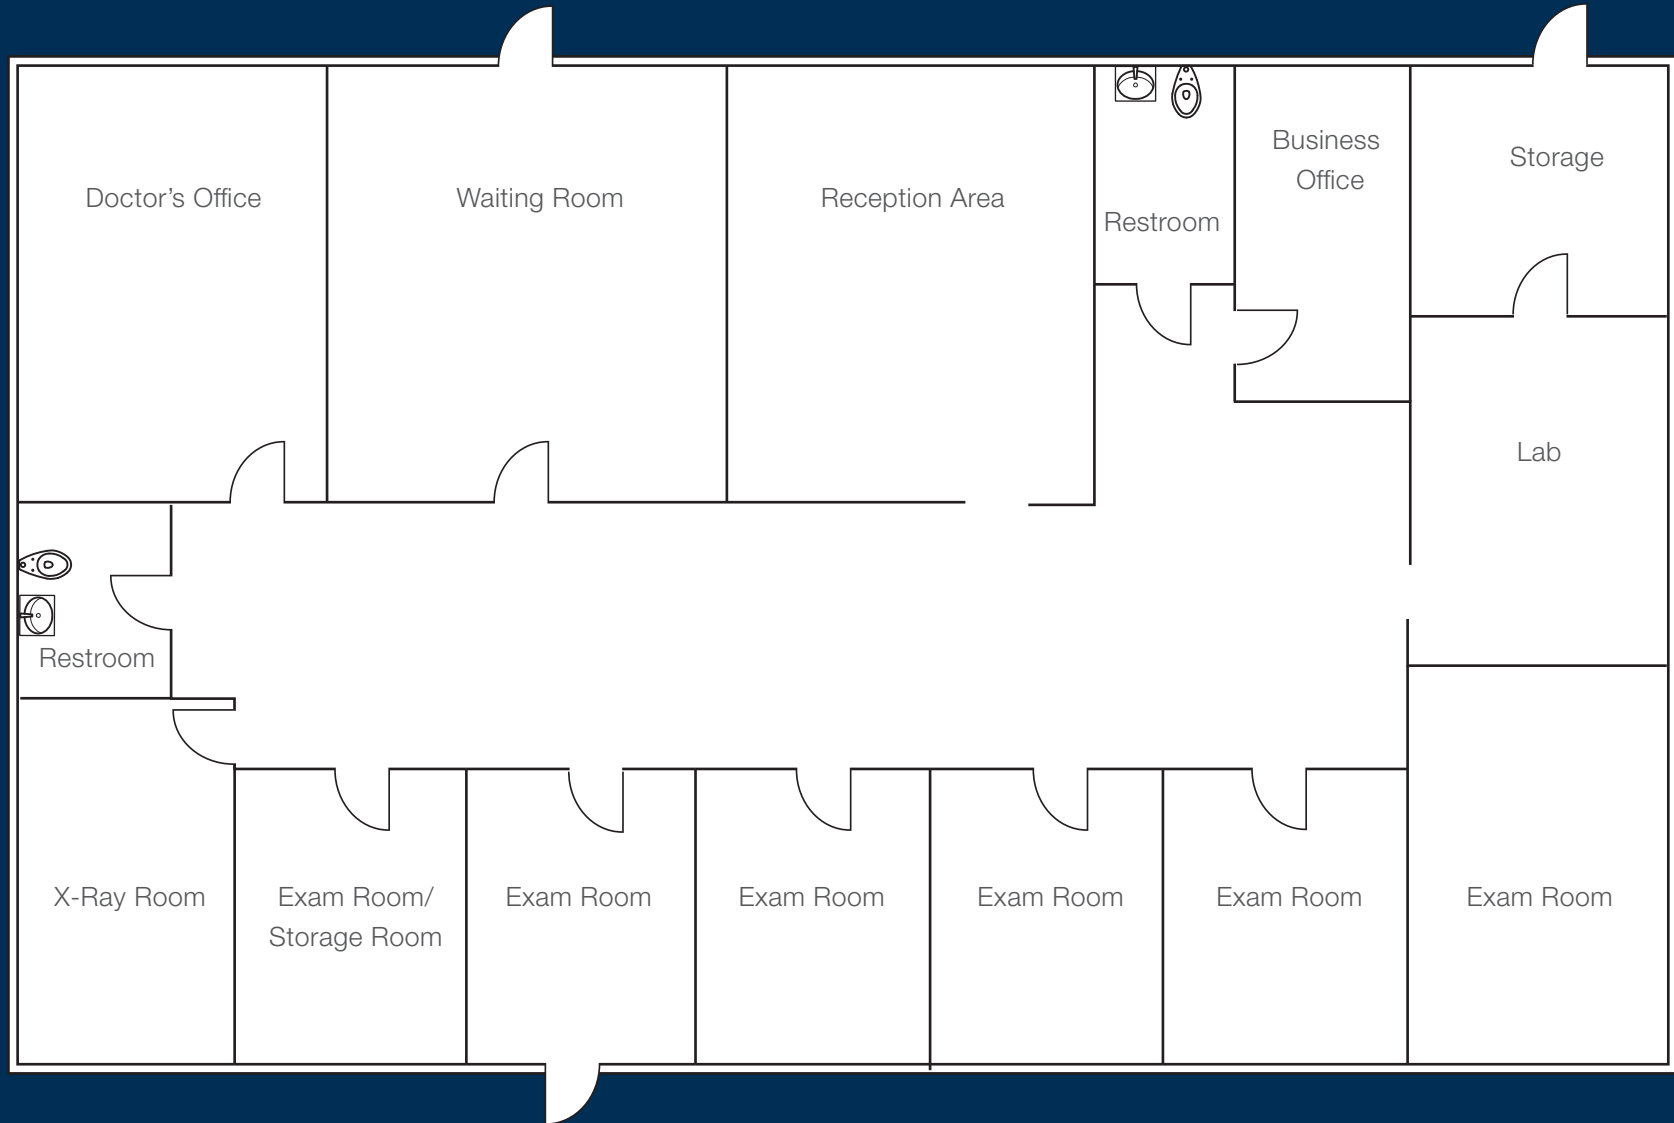 Doctor’s Office
Waiting Room
Reception Area
Restroom
Business
Office
Storage
Lab
Restroom
X-Ray Room
Exam Room/
Storage Room
Exam Room
Exam Room
Exam Room
Exam Room
Exam Room